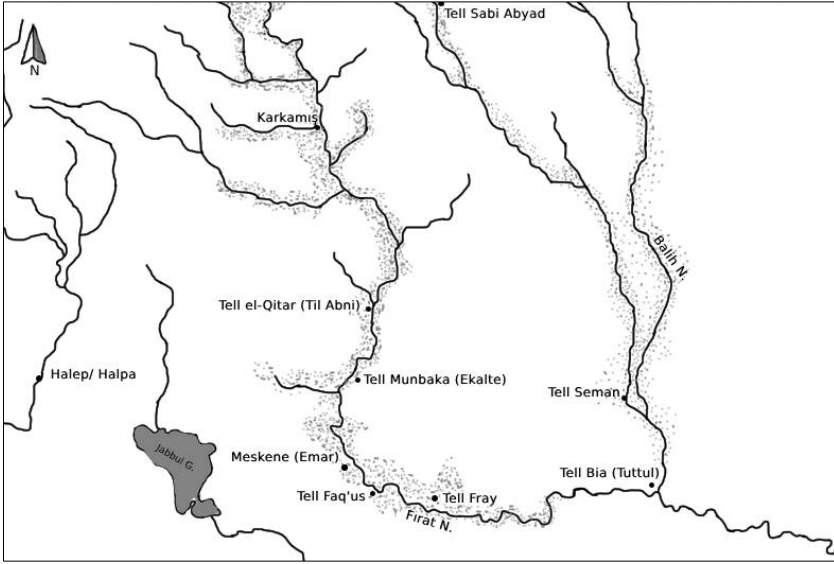 Tell Sabi Abyad
N
Karkamış
Balih N.
Tell el-Qitar (Til Abni)
Halep/ Halpa
Tell Munbaka (Ekalte)
Tell Seman
Jabbul G.
Meskene (Emar)
Tell Bia (Tuttul)
Tell Faq'us
Tell Fray
Fırat N.